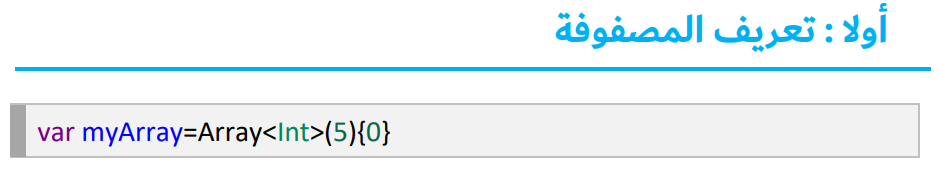 أولا : تعريف المصفوفة
var myArray=Array<Int>(5){0}